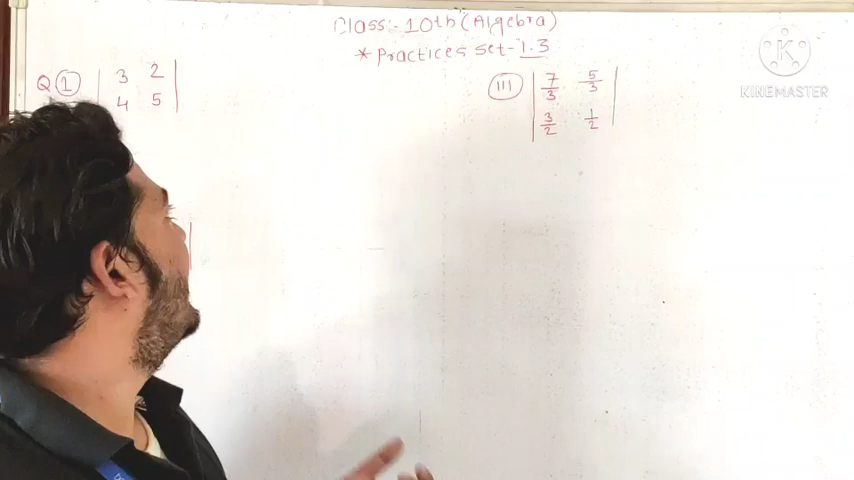 Class:- 10th (Algebra)
* Practices Set- 1.3
Q 1 | 3 2 |
| 4 5 |
III | 7/3 5/3 |
| 3/2 1/2 |
K
KINEMASTER